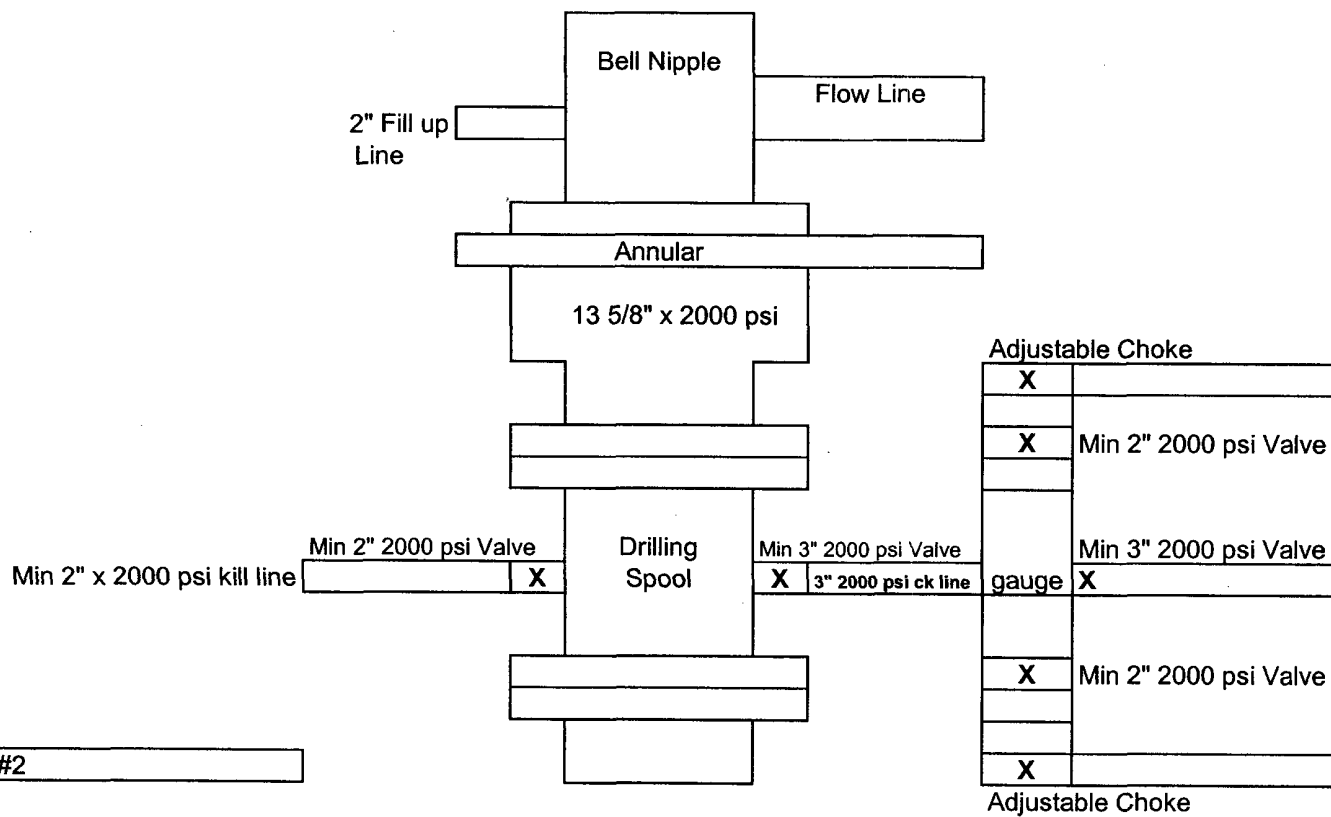 Bell Nipple
Flow Line
2" Fill up
Line
Annular
13 5/8" x 2000 psi
Adjustable Choke
X
X Min 2" 2000 psi Valve
Min 2" 2000 psi Valve
Drilling
Spool
Min 3" 2000 psi Valve
Min 3" 2000 psi Valve
Min 2" x 2000 psi kill line
X
X
3" 2000 psi ck line
gauge
X
X Min 2" 2000 psi Valve
#2
X
Adjustable Choke